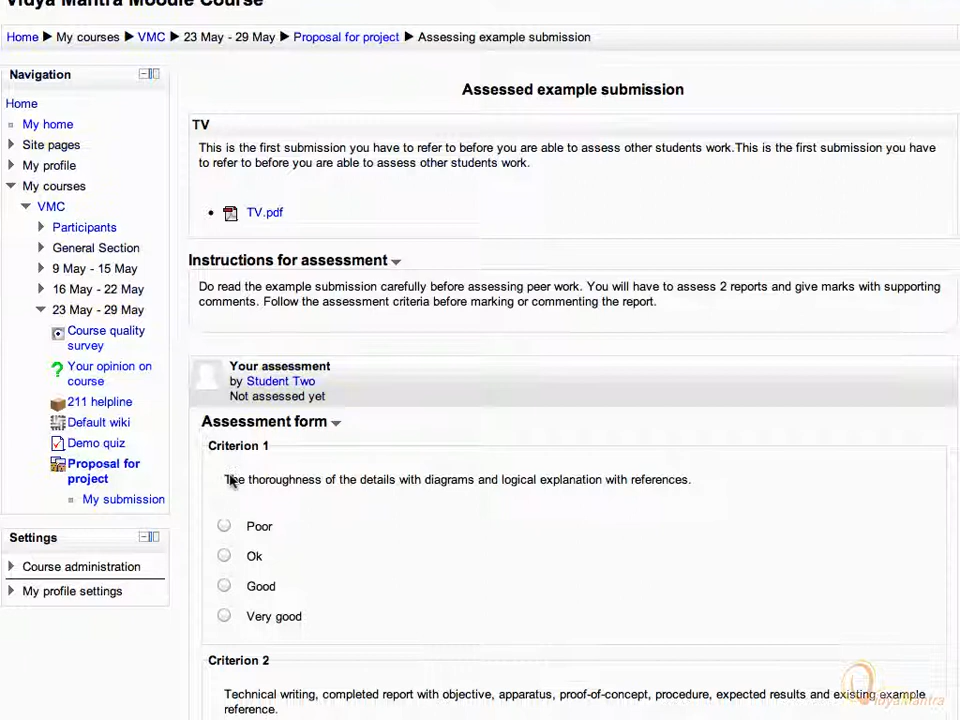 Vidya Mantra Moodle Course
Home ▶ My courses ▶ VMC ▶ 23 May - 29 May ▶ Proposal for project ▶ Assessing example submission
Navigation
Home
My home
Site pages
My profile
My courses
VMC
Participants
General Section
9 May - 15 May
16 May - 22 May
23 May - 29 May
Course quality
survey
Your opinion on
course
211 helpline
Default wiki
Demo quiz
Proposal for
project
My submission
Settings
Course administration
My profile settings
Assessed example submission
TV
This is the first submission you have to refer to before you are able to assess other students work.This is the first submission you have
to refer to before you are able to assess other students work.
• TV.pdf
Instructions for assessment
Do read the example submission carefully before assessing peer work. You will have to assess 2 reports and give marks with supporting
comments. Follow the assessment criteria before marking or commenting the report.
Your assessment
by Student Two
Not assessed yet
Assessment form
Criterion 1
The thoroughness of the details with diagrams and logical explanation with references.
Poor
Ok
Good
Very good
Criterion 2
Technical writing, completed report with objective, apparatus, proof-of-concept, procedure, expected results and existing example
reference.
VidyaMantra